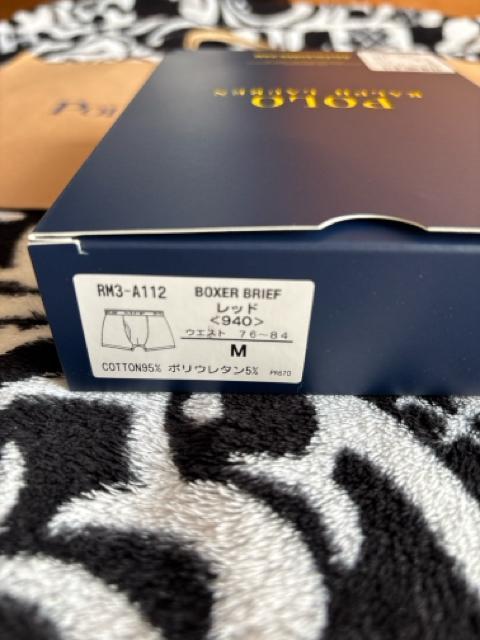 POLO
RALPH LAUREN
RM3-A112 BOXER BRIEF
レッド
<940>
ウエスト 76-84
M
COTTON95% ポリウレタン5% PR670